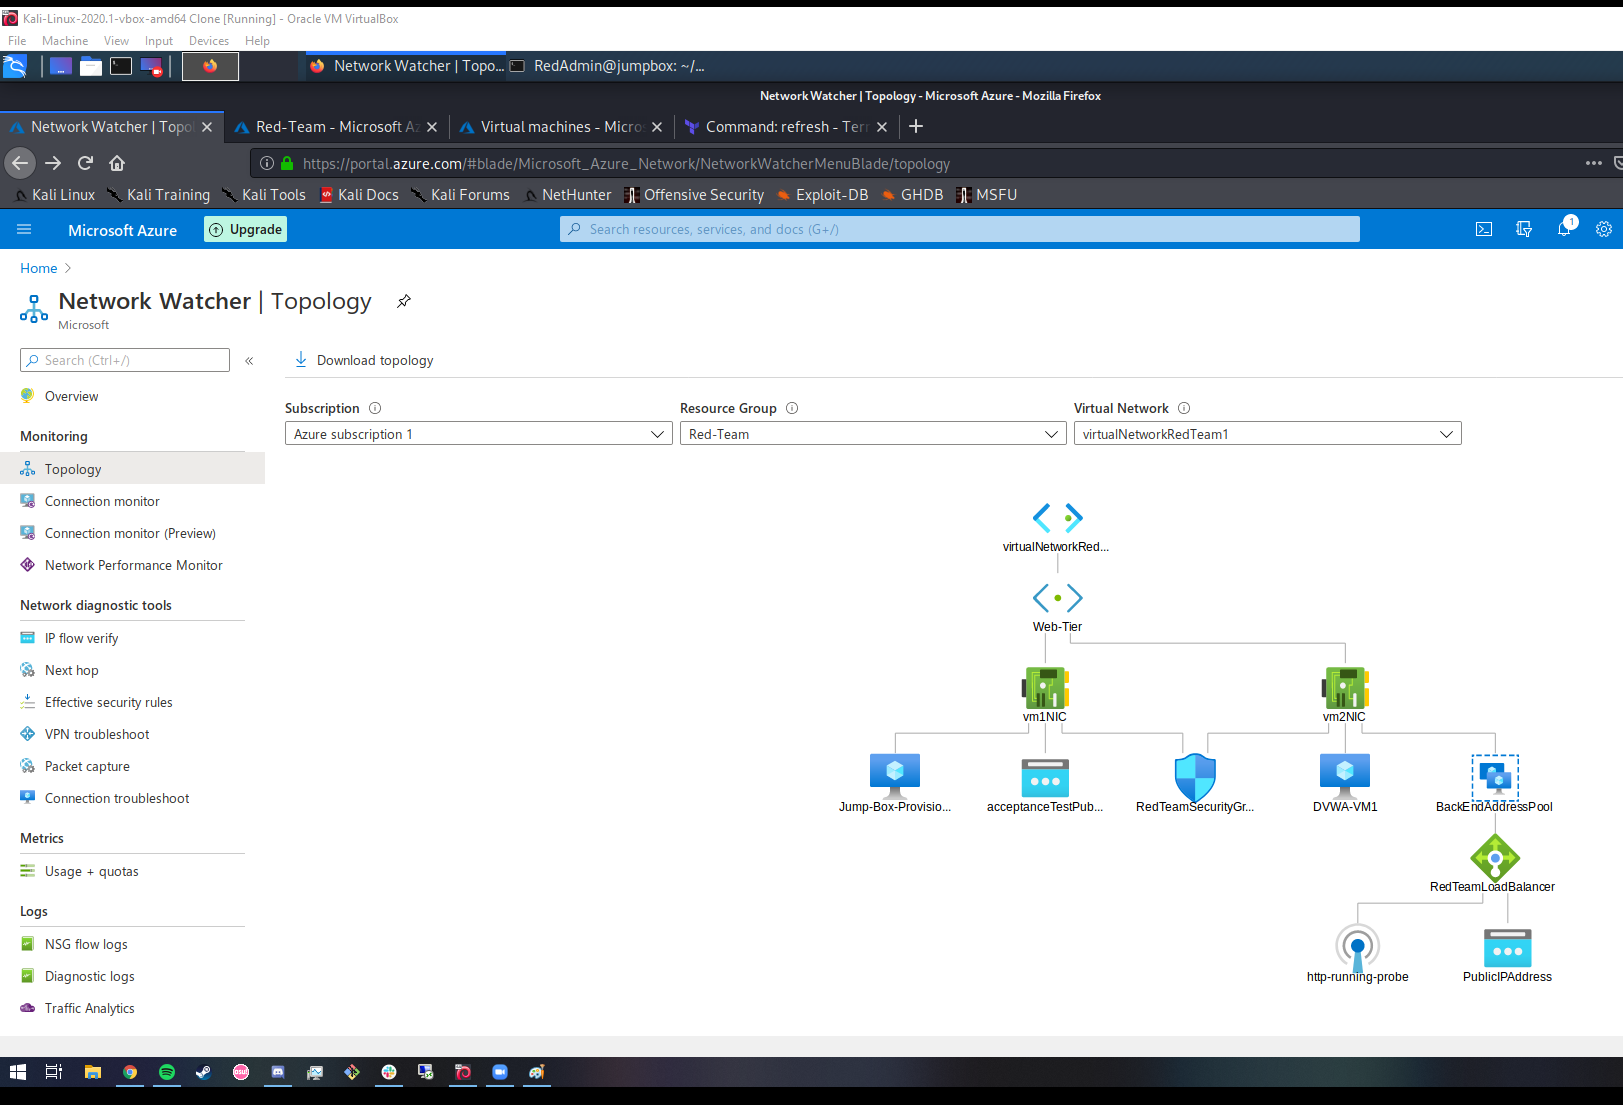 Kali-Linux-2020.1-vbox-amd64 Clone [Running] - Oracle VM VirtualBox
File Machine View Input Devices Help
Network Watcher | Topo... RedAdmin@jumpbox: ~/...
Network Watcher | Topology - Microsoft Azure - Mozilla Firefox
Network Watcher | Topol Red-Team - Microsoft Az Virtual machines - Micros Command: refresh - Terr
https://portal.azure.com/#blade/Microsoft_Azure_Network/NetworkWatcherMenuBlade/topology
Kali Linux Kali Training Kali Tools Kali Docs Kali Forums NetHunter Offensive Security Exploit-DB GHDB MSFU
Microsoft Azure Upgrade Search resources, services, and docs (G+/) 1
Home
Network Watcher | Topology
Microsoft
Search (Ctrl+/) « Download topology
Overview
Monitoring
Topology
Connection monitor
Connection monitor (Preview)
Network Performance Monitor
Network diagnostic tools
IP flow verify
Next hop
Effective security rules
VPN troubleshoot
Packet capture
Connection troubleshoot
Metrics
Usage + quotas
Logs
NSG flow logs
Diagnostic logs
Traffic Analytics
Subscription Resource Group Virtual Network
Azure subscription 1 Red-Team virtualNetworkRedTeam1
virtualNetworkRed...
Web-Tier
vm1NIC vm2NIC
Jump-Box-Provisio... acceptanceTestPub... RedTeamSecurityGr... DVWA-VM1 BackEndAddressPool
RedTeamLoadBalancer
http-running-probe PublicIPAddress
osu!